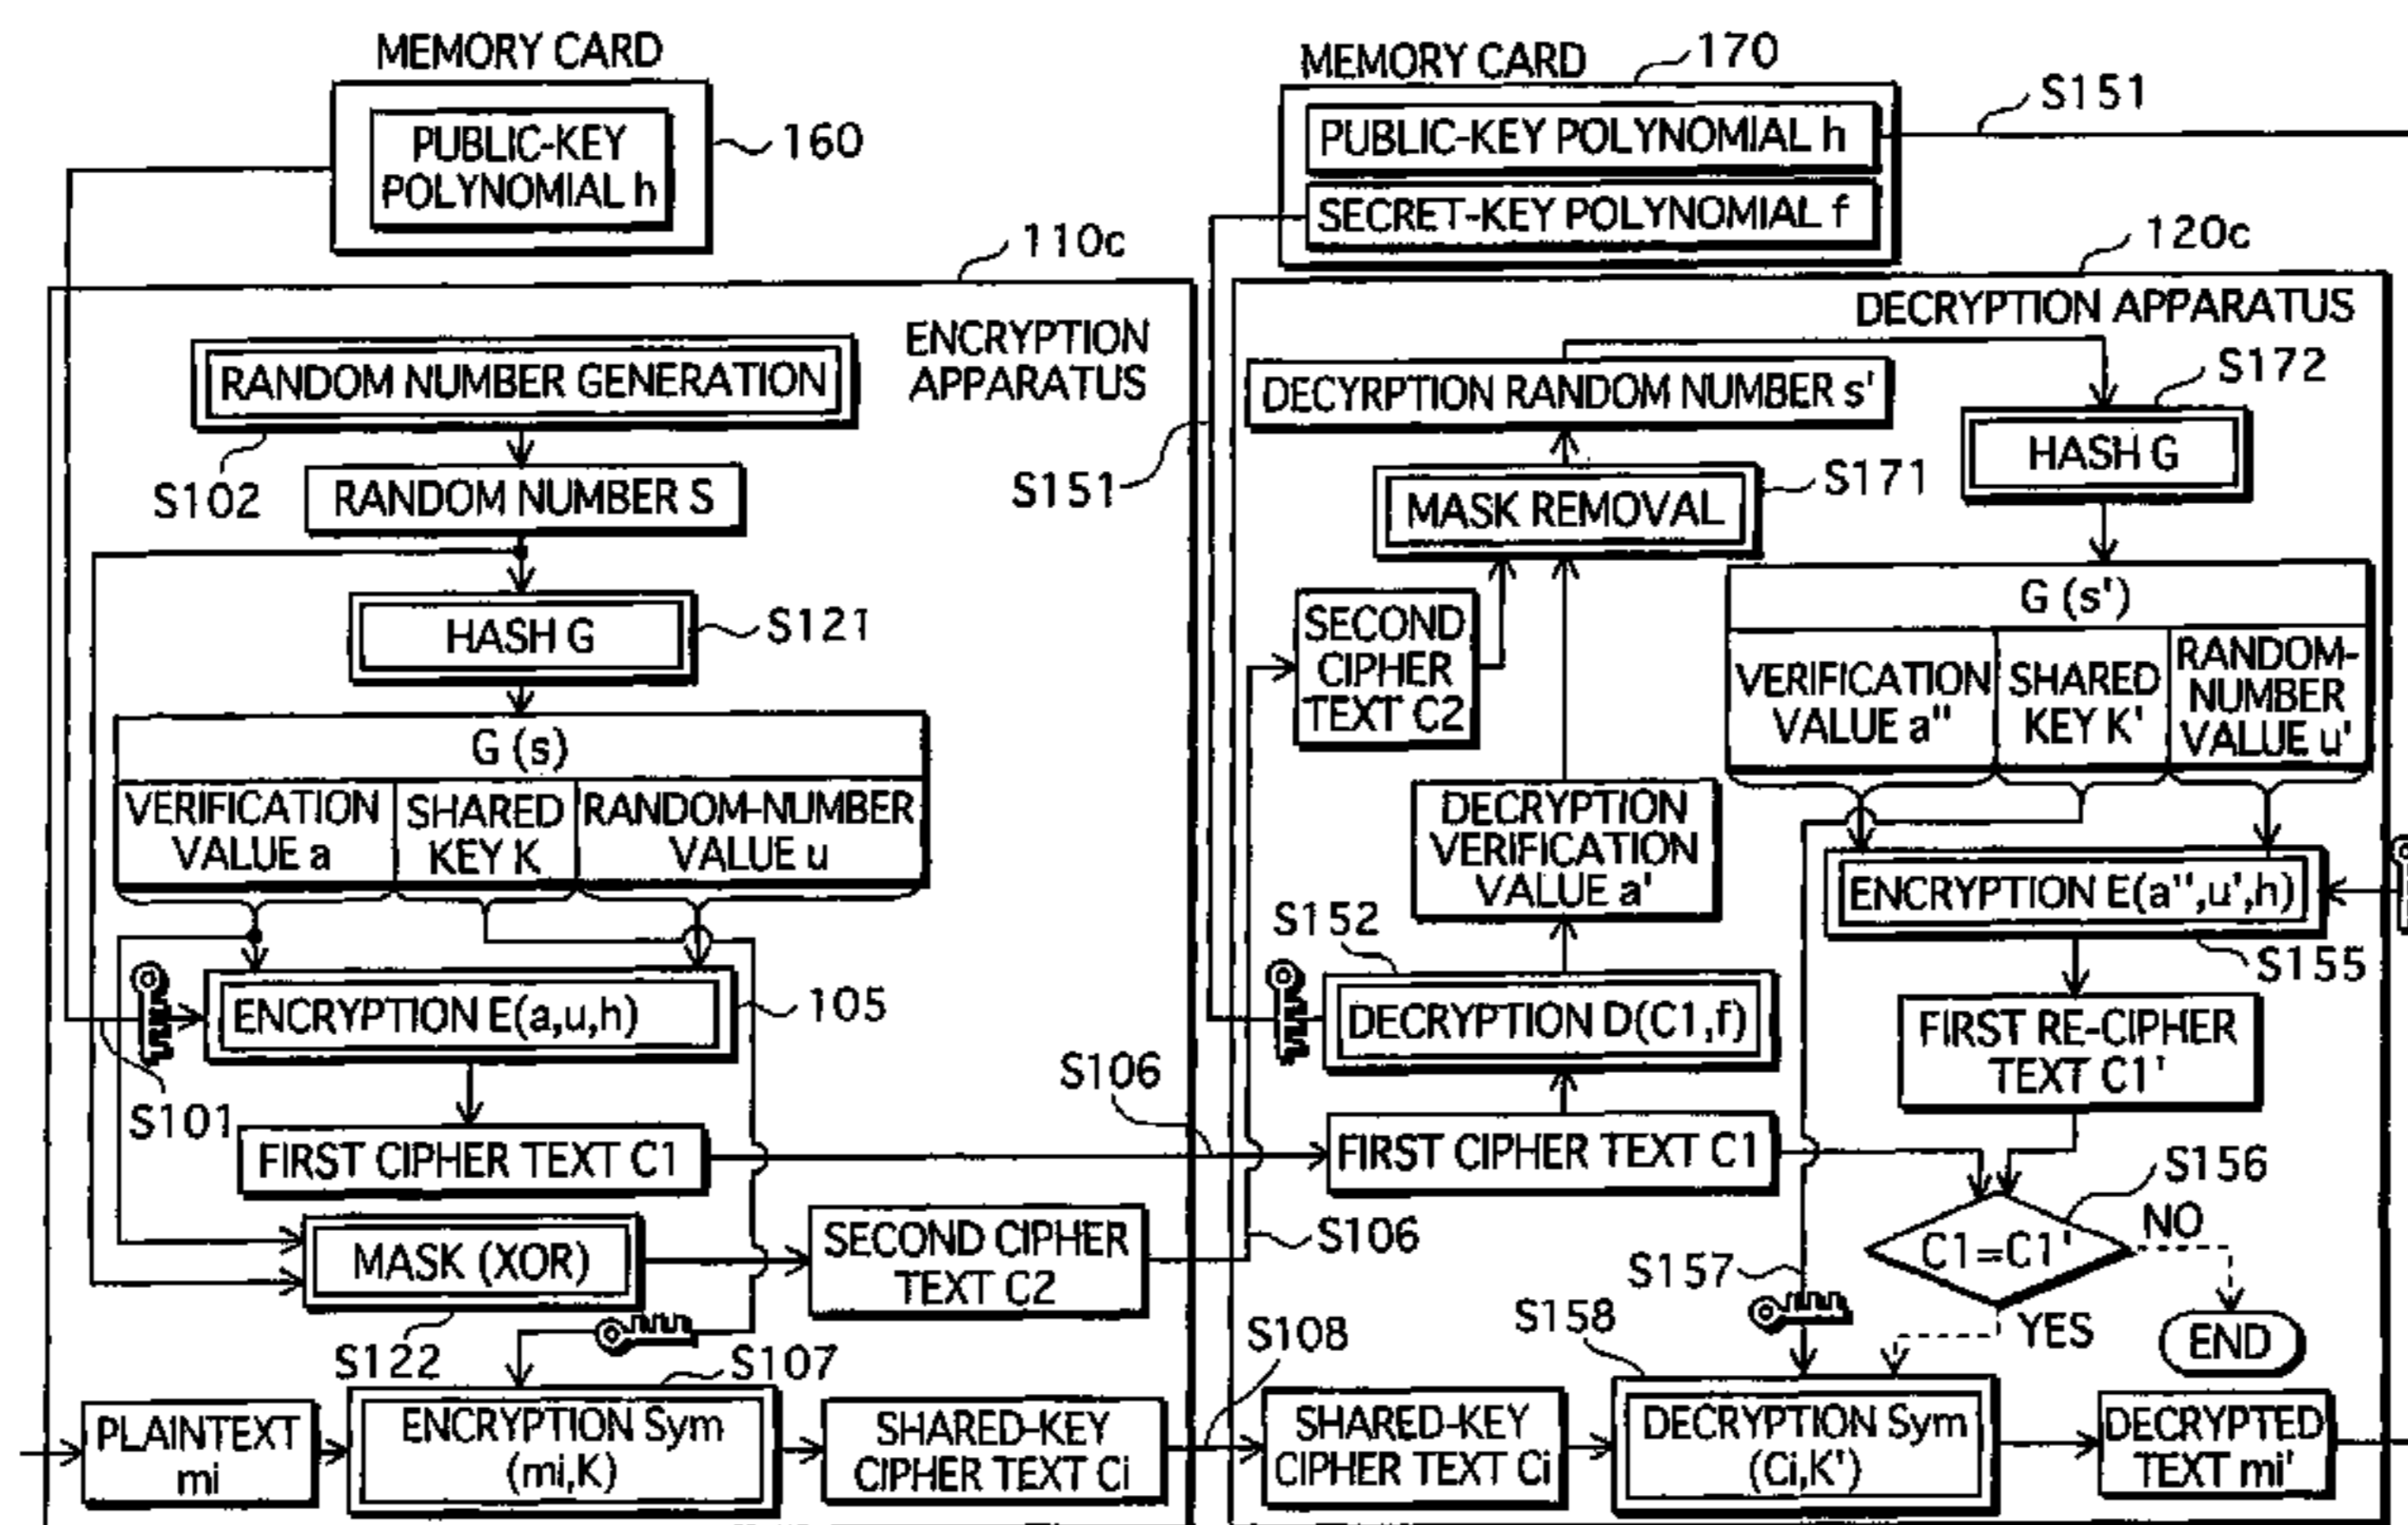 MEMORY CARD
PUBLIC-KEY
POLYNOMIAL h
160
110c
ENCRYPTION
APPARATUS
RANDOM NUMBER GENERATION
S102
RANDOM NUMBER S
HASH G
S121
G (s)
VERIFICATION
VALUE a
SHARED
KEY K
RANDOM-NUMBER
VALUE u
ENCRYPTION E(a,u,h)
105
S101
FIRST CIPHER TEXT C1
S106
MASK (XOR)
S122
SECOND CIPHER
TEXT C2
S106
PLAINTEXT
mi
ENCRYPTION Sym
(mi,K)
S107
SHARED-KEY
CIPHER TEXT Ci
S108
MEMORY CARD
170
PUBLIC-KEY POLYNOMIAL h
SECRET-KEY POLYNOMIAL f
S151
S151
120c
DECRYPTION APPARATUS
DECYRPTION RANDOM NUMBER s'
S172
HASH G
MASK REMOVAL
S171
SECOND
CIPHER
TEXT C2
G (s')
VERIFICATION
VALUE a''
SHARED
KEY K'
RANDOM-
NUMBER
VALUE u'
DECRYPTION
VERIFICATION
VALUE a'
S152
DECRYPTION D(C1,f)
ENCRYPTION E(a'',u',h)
S155
FIRST RE-CIPHER
TEXT C1'
FIRST CIPHER TEXT C1
S156
C1=C1'
NO
YES
END
S157
S158
SHARED-KEY
CIPHER TEXT Ci
DECRYPTION Sym
(Ci,K')
DECRYPTED
TEXT mi'